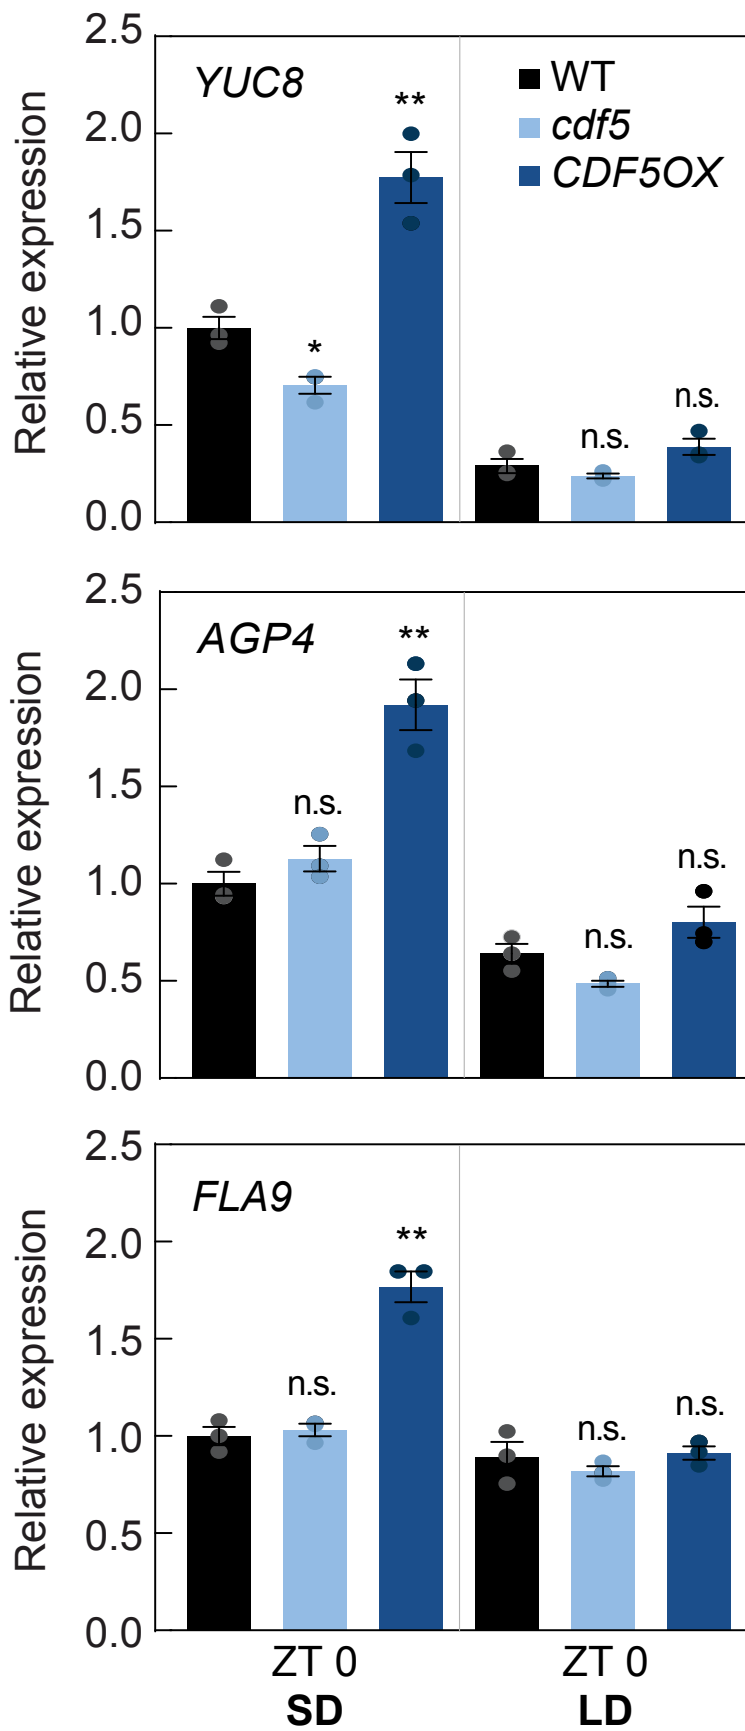 Relative expression
2.5
2.0
1.5
1.0
0.5
0.0
YUC8
*
**
n.s.
n.s.
WT
cdf5
CDF5OX
Relative expression
2.5
2.0
1.5
1.0
0.5
0.0
AGP4
n.s.
**
n.s.
n.s.
Relative expression
2.5
2.0
1.5
1.0
0.5
0.0
FLA9
n.s.
**
n.s.
n.s.
ZT 0
SD
ZT 0
LD